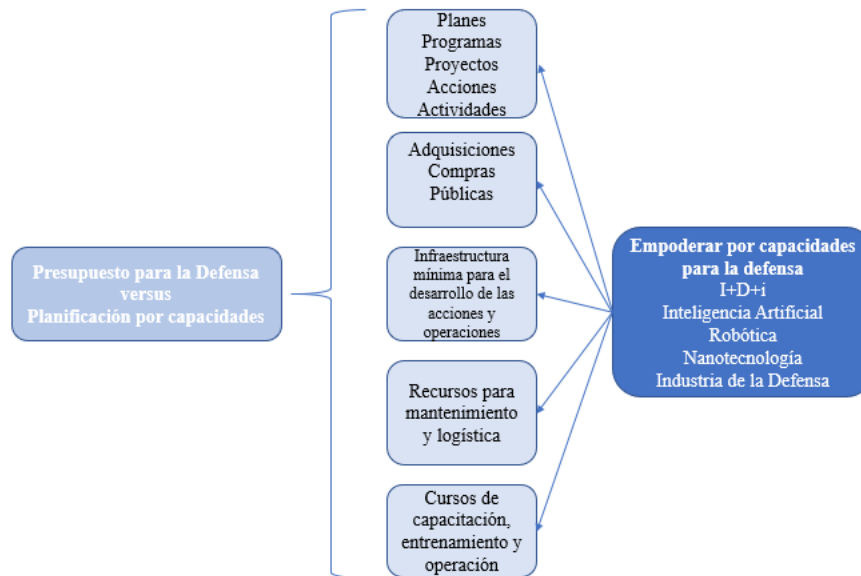 Presupuesto para la Defensa
versus
Planificación por capacidades
Planes
Programas
Proyectos
Acciones
Actividades
Adquisiciones
Compras
Públicas
Infraestructura
mínima para el
desarrollo de las
acciones y
operaciones
Recursos para
mantenimiento
y logística
Cursos de
capacitación,
entrenamiento y
operación
Empoderar por capacidades
para la defensa
I+D+i
Inteligencia Artificial
Robótica
Nanotecnología
Industria de la Defensa